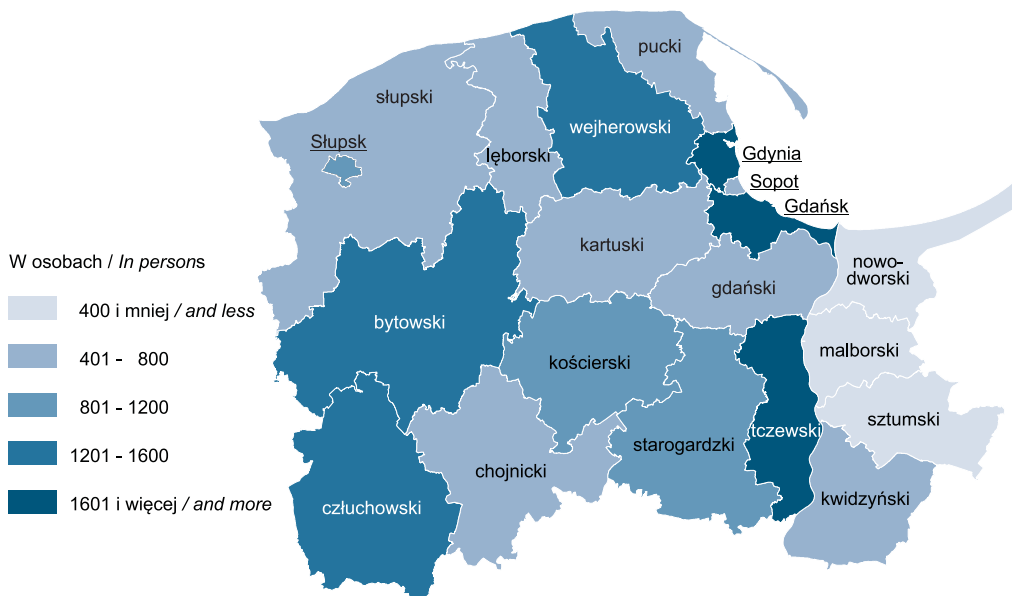 pucki
słupski
wejherowski
Słupsk
lęborski
Gdynia
Sopot
Gdańsk
kartuski
W osobach / In persons
nowo-
dworski
gdański
400 i mniej / and less
bytowski
malborski
401 - 800
kościerski
801 - 1200
sztumski
starogardzki
tczewski
1201 - 1600
chojnicki
kwidzyński
1601 i więcej / and more
człuchowski